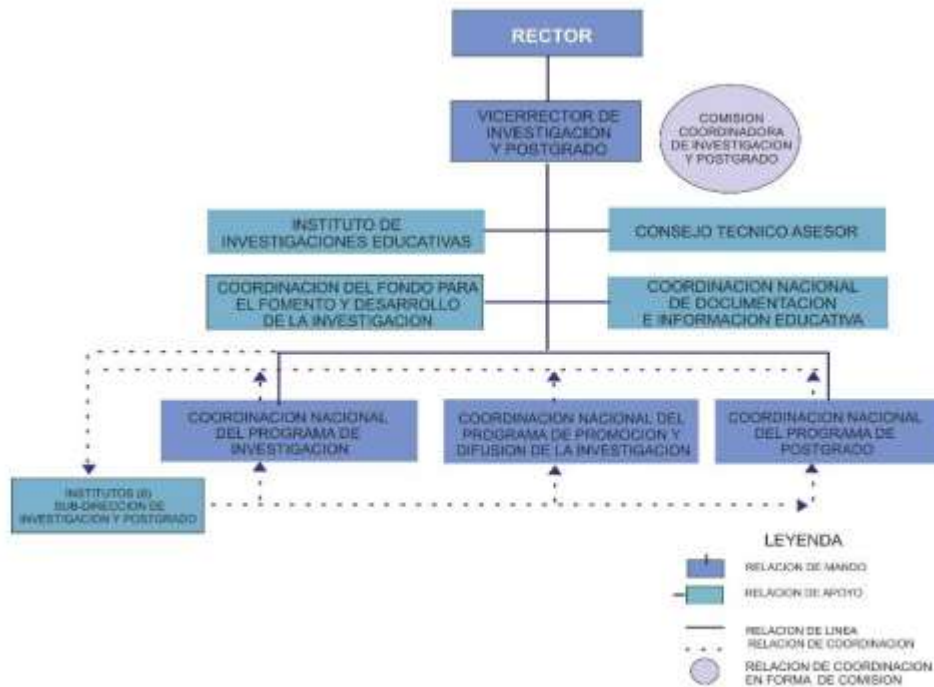 RECTOR
VICERRECTOR DE
INVESTIGACION
Y POSTGRADO
COMISION
COORDINADORA
DE INVESTIGACION
Y POSTGRADO
INSTITUTO DE
INVESTIGACIONES EDUCATIVAS
CONSEJO TECNICO ASESOR
COORDINACION DEL FONDO PARA
EL FOMENTO Y DESARROLLO
DE LA INVESTIGACION
COORDINACION NACIONAL
DE DOCUMENTACION
E INFORMACION EDUCATIVA
COORDINACION NACIONAL
DEL PROGRAMA DE
INVESTIGACION
COORDINACION NACIONAL DEL
PROGRAMA DE PROMOCION Y
DIFUSION DE LA INVESTIGACION
COORDINACION NACIONAL
DEL PROGRAMA DE
POSTGRADO
INSTITUTOS
SUB-DIRECCION DE
INVESTIGACION Y POSTGRADO
LEYENDA
RELACION DE MANDO
RELACION DE APOYO
RELACION DE LINEA
RELACION DE COORDINACION
RELACION DE COORDINACION
EN FORMA DE COMISION